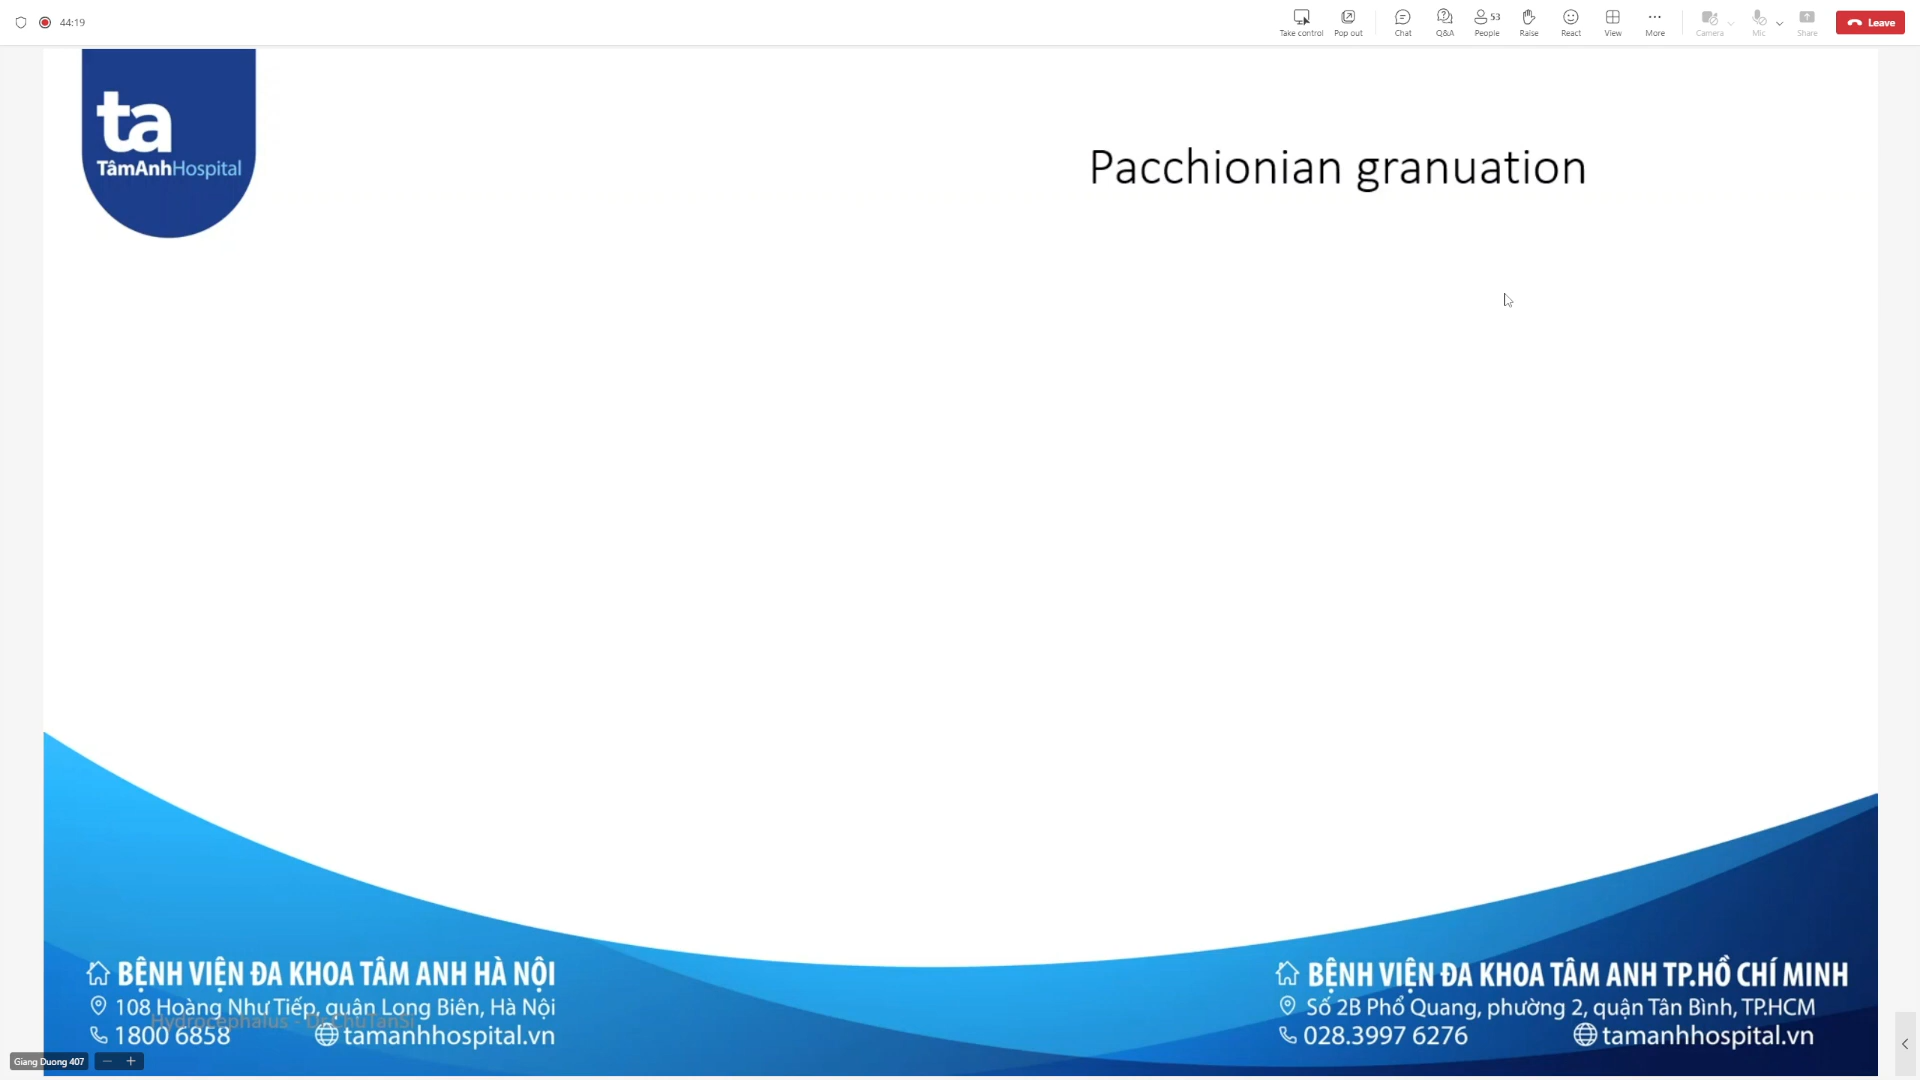 44:19
Take control
Pop out
Chat
Q&A
53
People
Raise
React
View
More
Camera
Mic
Share
Leave
ta
TâmAnhHospital
Pacchionian granuation
BỆNH VIỆN ĐA KHOA TÂM ANH HÀ NỘI
108 Hoàng Như Tiếp, quận Long Biên, Hà Nội
Hydrocephalus - Dr.ChuTanSi
1800 6858
tamanhhospital.vn
BỆNH VIỆN ĐA KHOA TÂM ANH TP.HỒ CHÍ MINH
Số 2B Phổ Quang, phường 2, quận Tân Bình, TP.HCM
028.3997 6276
tamanhhospital.vn
Giang Duong 407